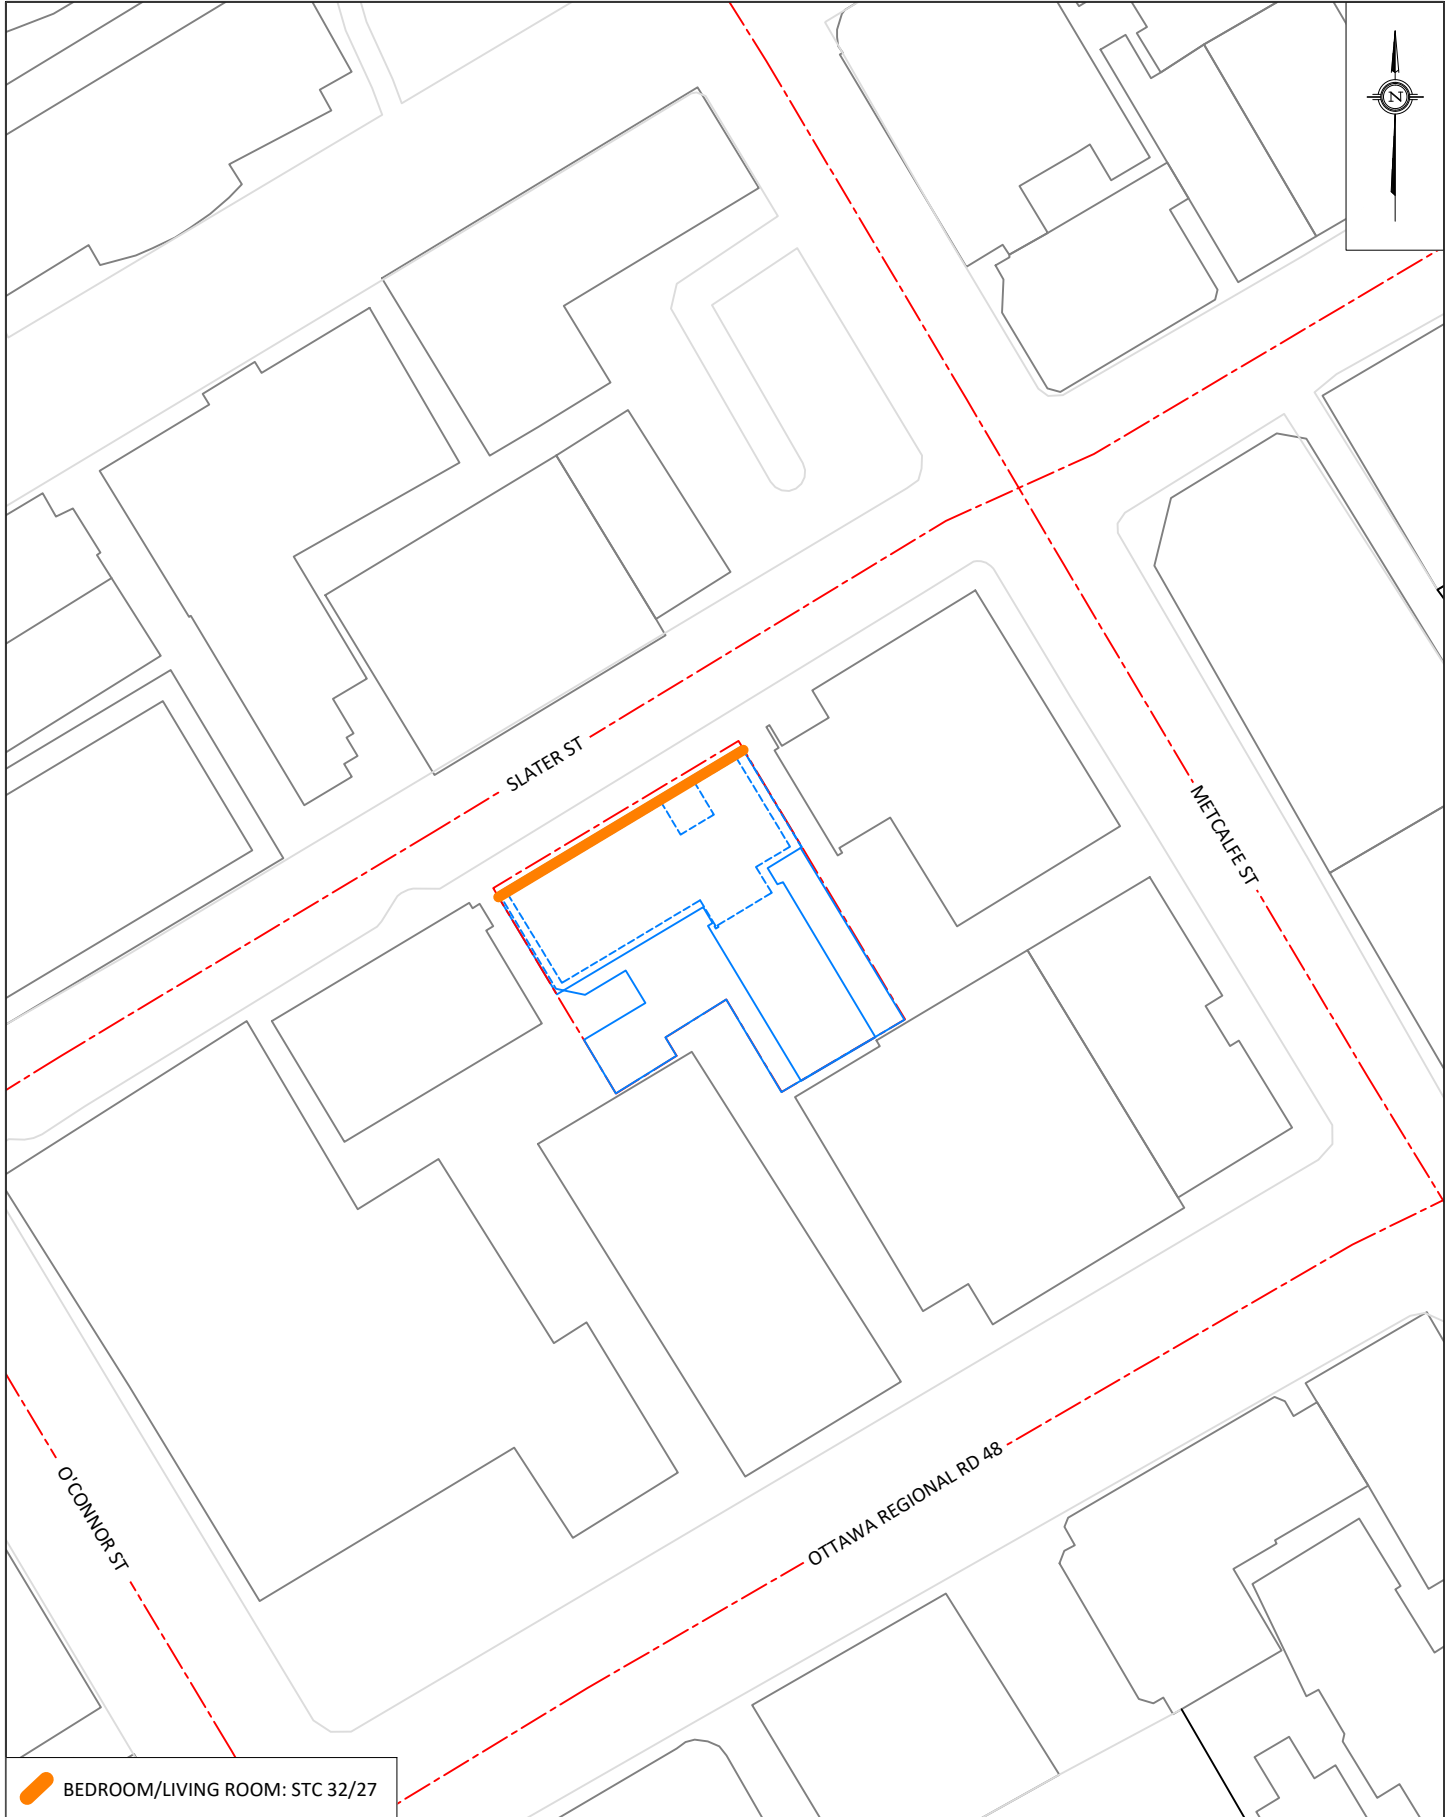 N
SLATER ST
METCALFE ST
O'CONNOR ST
OTTAWA REGIONAL RD 48
BEDROOM/LIVING ROOM: STC 32/27